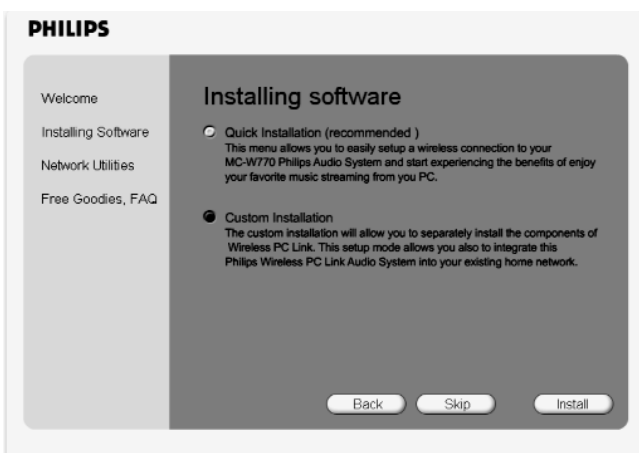 PHILIPS
Welcome
Installing Software
Network Utilities
Free Goodies, FAQ
Installing software
Quick Installation (recommended )
This menu allows you to easily setup a wireless connection to your
MC-W770 Philips Audio System and start experiencing the benefits of enjoy
your favorite music streaming from you PC.
Custom Installation
The custom installation will allow you to separately install the components of
Wireless PC Link. This setup mode allows you also to integrate this
Philips Wireless PC Link Audio System into your existing home network.
Back
Skip
Install